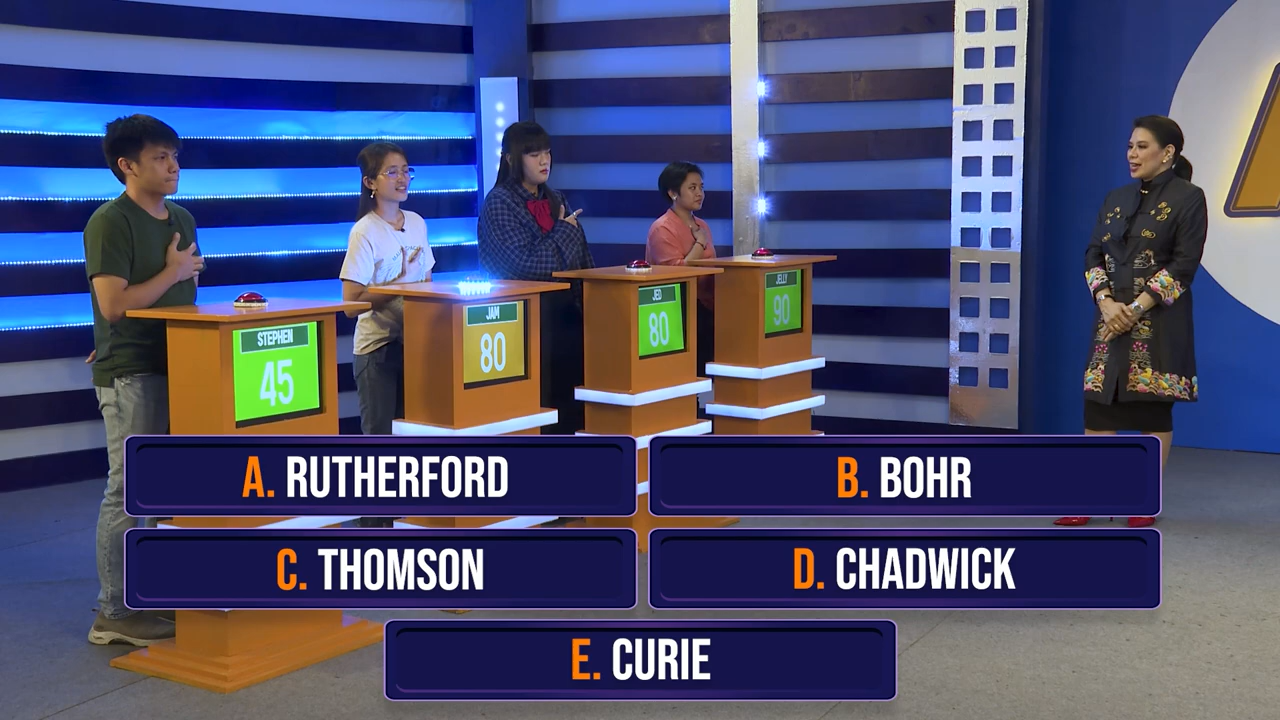 STEPHEN
45
JAM
80
JED
80
JELLY
90
A. RUTHERFORD
B. BOHR
C. THOMSON
D. CHADWICK
E. CURIE